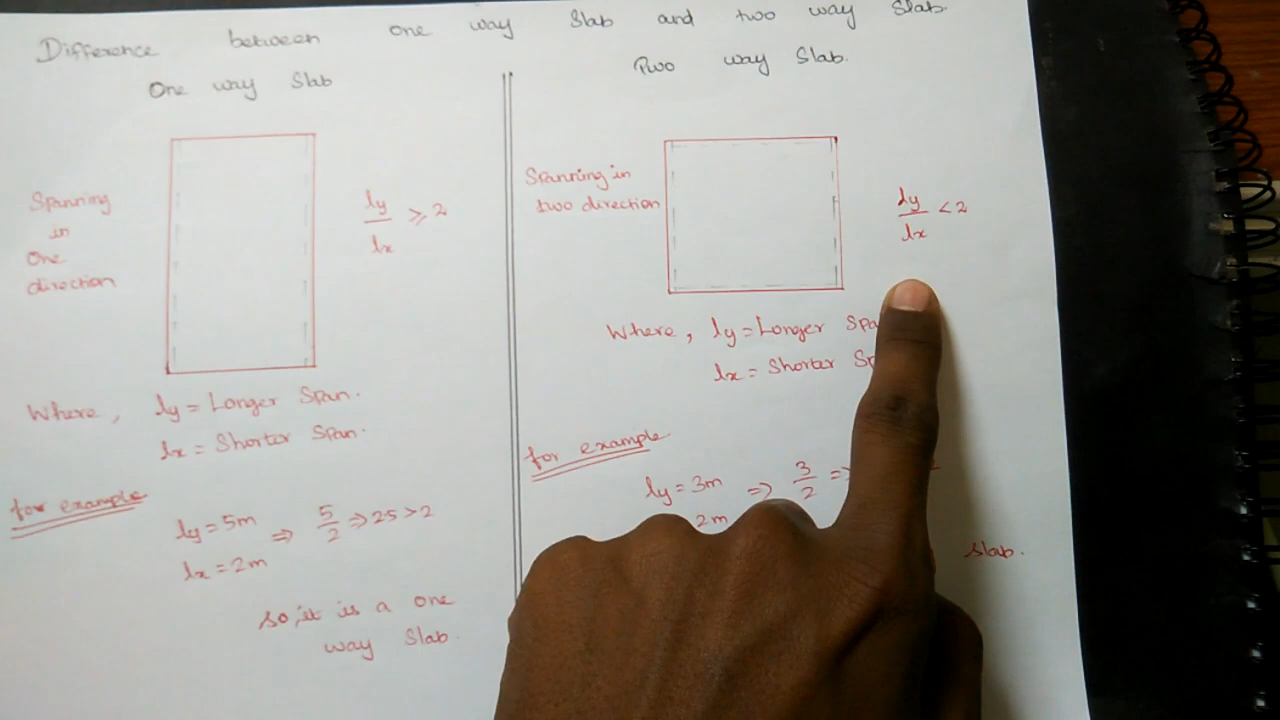 Difference between one way Slab and two way Slab.
One way Slab
Spanning
in
One
direction
ly
lx
≥ 2
Where, ly = Longer Span.
lx = Shorter Span.
for example
ly = 5m ⇒ 5/2 ⇒ 25 > 2
lx = 2m
So, it is a one
way Slab.
Two way Slab.
Spanning in
two direction
ly
lx
< 2
Where, ly = Longer
lx = Shorter
for example
ly = 3m ⇒ 3/2 ⇒
2m
Slab.